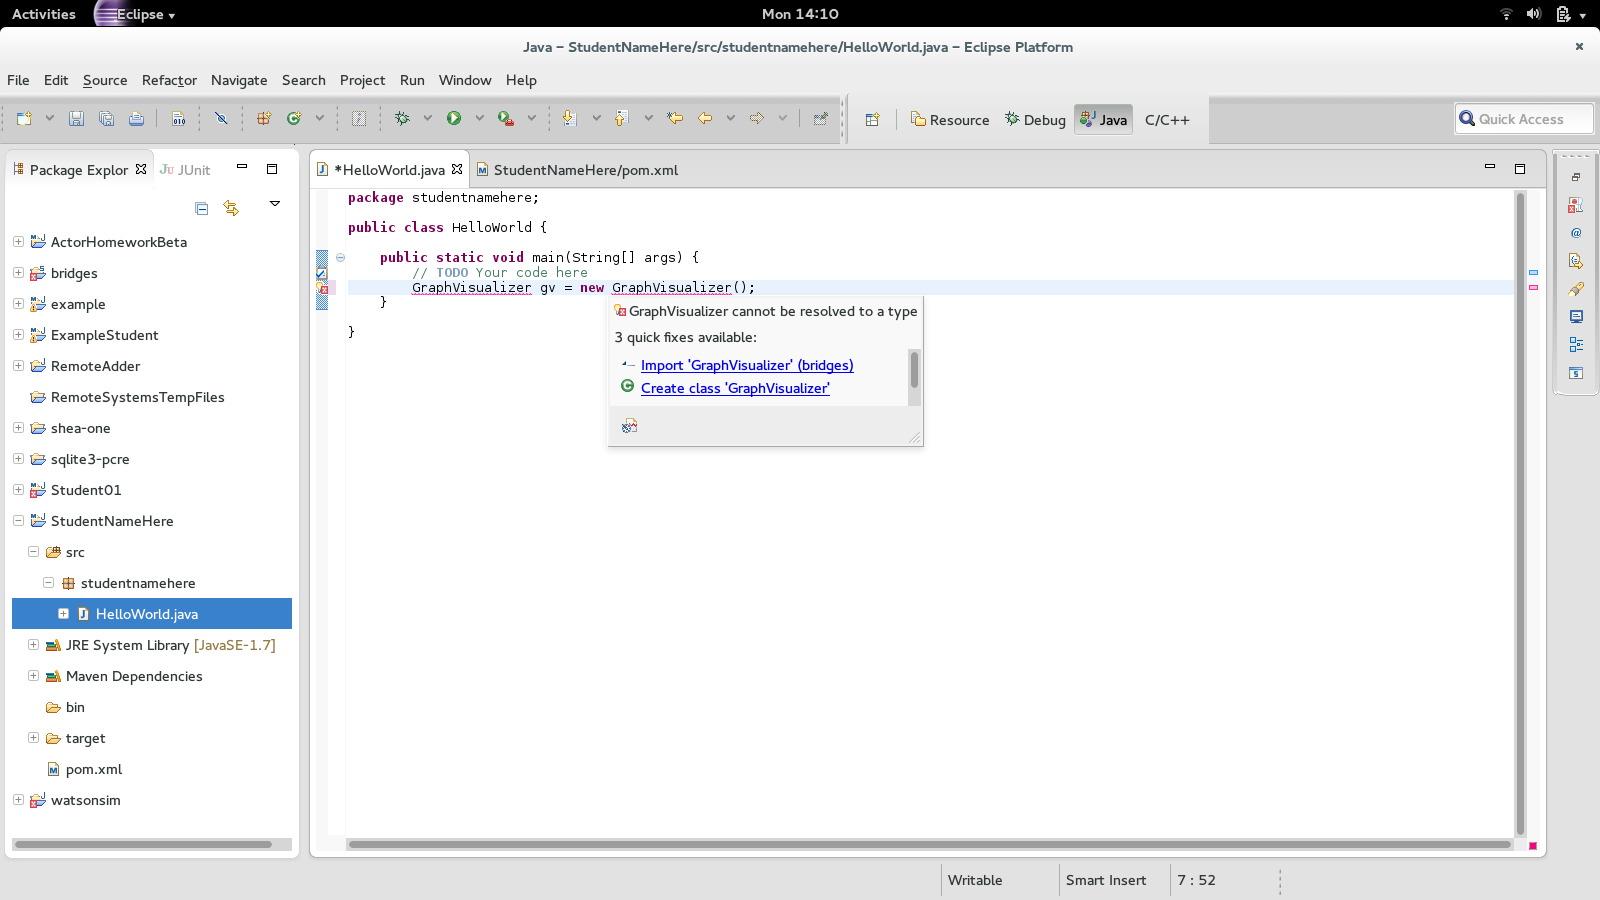 Activities Eclipse Mon 14:10
Java – StudentNameHere/src/studentnamehere/HelloWorld.java – Eclipse Platform
File Edit Source Refactor Navigate Search Project Run Window Help
Resource Debug Java C/C++ Quick Access
Package Explor JUnit
*HelloWorld.java StudentNameHere/pom.xml
ActorHomeworkBeta
bridges
example
ExampleStudent
RemoteAdder
RemoteSystemsTempFiles
shea-one
sqlite3-pcre
Student01
StudentNameHere
src
studentnamehere
HelloWorld.java
JRE System Library [JavaSE-1.7]
Maven Dependencies
bin
target
pom.xml
watsonsim
package studentnamehere;
public class HelloWorld {
public static void main(String[] args) {
// TODO Your code here
GraphVisualizer gv = new GraphVisualizer();
}
}
GraphVisualizer cannot be resolved to a type
3 quick fixes available:
Import 'GraphVisualizer' (bridges)
Create class 'GraphVisualizer'
Writable Smart Insert 7 : 52